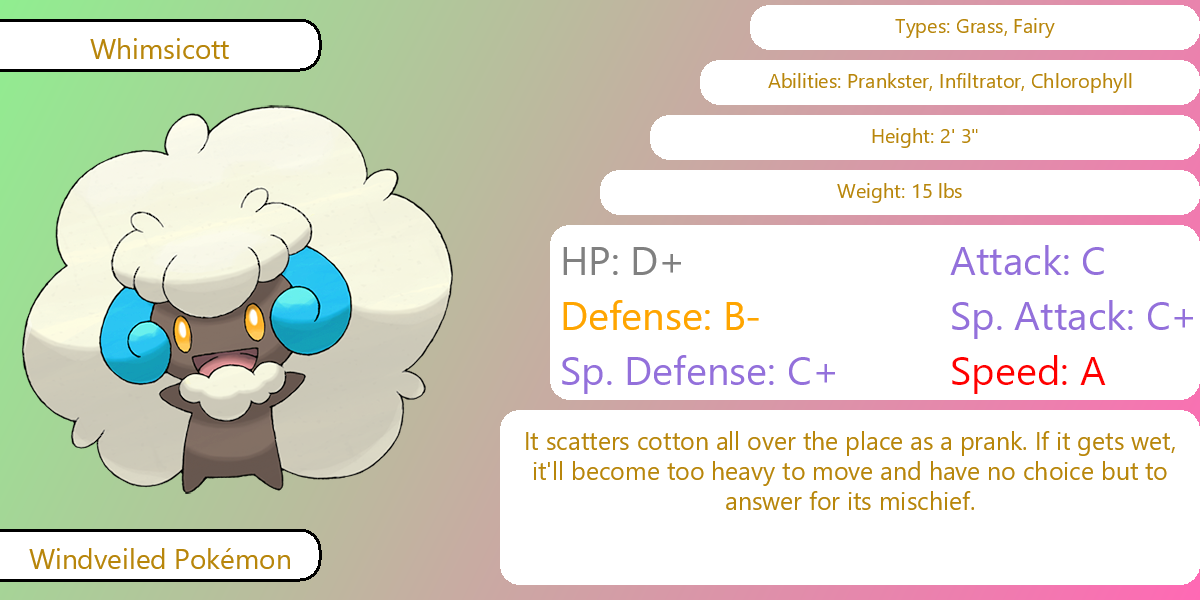 Whimsicott
Types: Grass, Fairy
Abilities: Prankster, Infiltrator, Chlorophyll
Height: 2' 3"
Weight: 15 lbs
HP: D+
Attack: C
Defense: B-
Sp. Attack: C+
Sp. Defense: C+
Speed: A
It scatters cotton all over the place as a prank. If it gets wet,
it'll become too heavy to move and have no choice but to
answer for its mischief.
Windveiled Pokémon